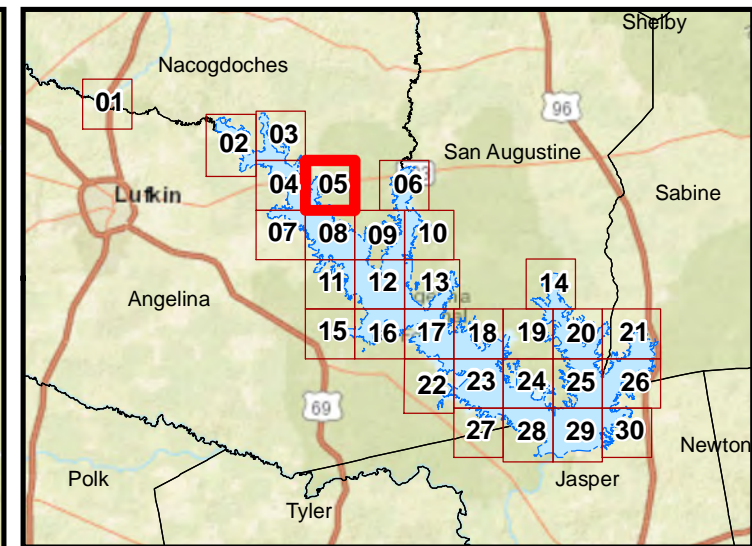 Shelby
Nacogdoches
01
96
02 03
San Augustine
04 05 06
Lufkin
Sabine
07 08 09 10
11 12 13 14
Angelina
15 16 17 18 19 20 21
22 23 24 25 26
69
27 28 29 30
Newton
Polk
Jasper
Tyler